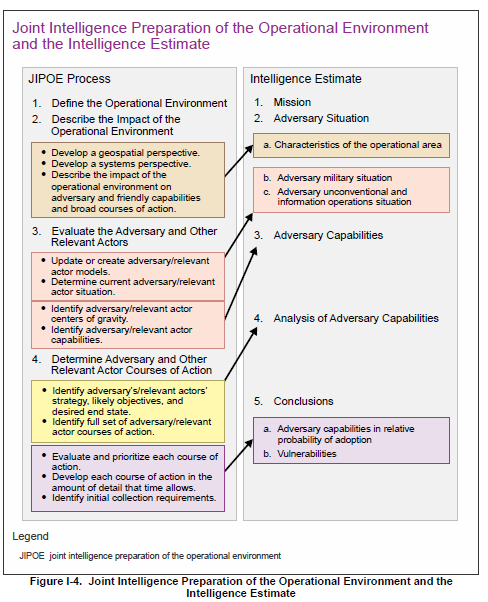 Joint Intelligence Preparation of the Operational Environment
and the Intelligence Estimate
JIPOE Process
1. Define the Operational Environment
2. Describe the Impact of the
Operational Environment
• Develop a geospatial perspective.
• Develop a systems perspective.
• Describe the impact of the
operational environment on
adversary and friendly capabilities
and broad courses of action.
3. Evaluate the Adversary and Other
Relevant Actors
• Update or create adversary/relevant
actor models.
• Determine current adversary/relevant
actor situation.
• Identify adversary/relevant actor
centers of gravity.
• Identify adversary/relevant actor
capabilities.
4. Determine Adversary and Other
Relevant Actor Courses of Action
• Identify adversary's/relevant actors'
strategy, likely objectives, and
desired end state.
• Identify full set of adversary/relevant
actor courses of action.
• Evaluate and prioritize each course of
action.
• Develop each course of action in the
amount of detail that time allows.
• Identify initial collection requirements.
Intelligence Estimate
1. Mission
2. Adversary Situation
a. Characteristics of the operational area
b. Adversary military situation
c. Adversary unconventional and
information operations situation
3. Adversary Capabilities
4. Analysis of Adversary Capabilities
5. Conclusions
a. Adversary capabilities in relative
probability of adoption
b. Vulnerabilities
Legend
JIPOE joint intelligence preparation of the operational environment
Figure I-4. Joint Intelligence Preparation of the Operational Environment and the
Intelligence Estimate